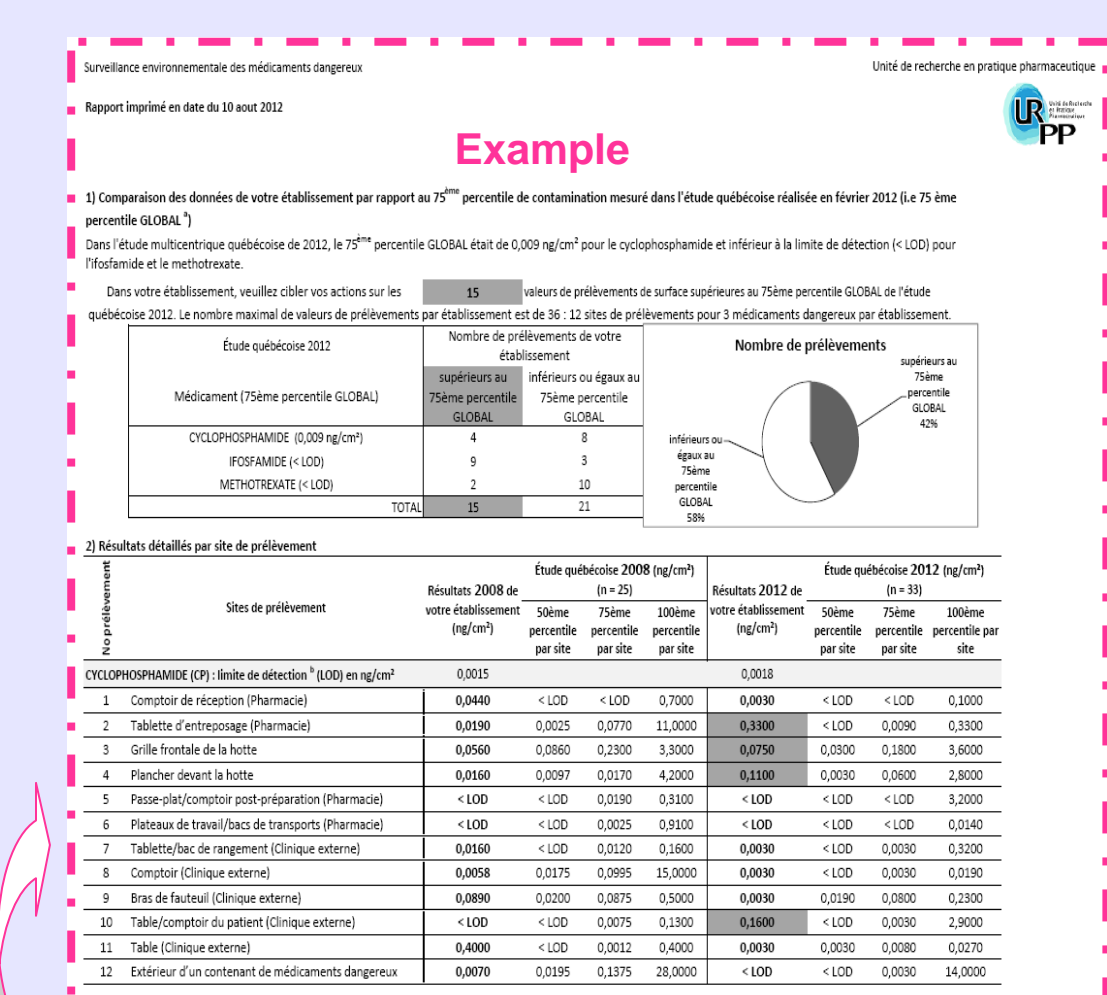 Surveillance environnementale des médicaments dangereux
Unité de recherche en pratique pharmaceutique
Rapport imprimé en date du 10 aout 2012
UR PP
Unité de Recherche en Pratique Pharmaceutique
Example
1) Comparaison des données de votre établissement par rapport au 75ème percentile de contamination mesuré dans l'étude québécoise réalisée en février 2012 (i.e 75 ème
percentile GLOBAL a)
Dans l'étude multicentrique québécoise de 2012, le 75ème percentile GLOBAL était de 0,009 ng/cm² pour le cyclophosphamide et inférieur à la limite de détection (< LOD) pour
l'ifosfamide et le methotrexate.
Dans votre établissement, veuillez cibler vos actions sur les 15 valeurs de prélèvements de surface supérieures au 75ème percentile GLOBAL de l'étude
québécoise 2012. Le nombre maximal de valeurs de prélèvements par établissement est de 36 : 12 sites de prélèvements pour 3 médicaments dangereux par établissement.
Étude québécoise 2012
Médicament (75ème percentile GLOBAL)
Nombre de prélèvements de votre
établissement
supérieurs au
75ème percentile
GLOBAL
inférieurs ou égaux au
75ème percentile
GLOBAL
CYCLOPHOSPHAMIDE (0,009 ng/cm²) 4 8
IFOSFAMIDE (< LOD) 9 3
METHOTREXATE (< LOD) 2 10
TOTAL 15 21
Nombre de prélèvements
supérieurs au
75ème
percentile
GLOBAL
42%
inférieurs ou
égaux au
75ème
percentile
GLOBAL
58%
2) Résultats détaillés par site de prélèvement
No prélèvement
Sites de prélèvement
Résultats 2008 de
votre établissement
(ng/cm²)
Étude québécoise 2008 (ng/cm²)
(n = 25)
50ème
percentile
par site
75ème
percentile
par site
100ème
percentile
par site
Résultats 2012 de
votre établissement
(ng/cm²)
Étude québécoise 2012 (ng/cm²)
(n = 33)
50ème
percentile
par site
75ème
percentile
par site
100ème
percentile par
site
CYCLOPHOSPHAMIDE (CP) : limite de détection b (LOD) en ng/cm² 0,0015 0,0018
1 Comptoir de réception (Pharmacie) 0,0440 < LOD < LOD 0,7000 0,0030 < LOD < LOD 0,1000
2 Tablette d'entreposage (Pharmacie) 0,0190 0,0025 0,0770 11,0000 0,3300 < LOD 0,0090 0,3300
3 Grille frontale de la hotte 0,0560 0,0860 0,2300 3,3000 0,0750 0,0300 0,1800 3,6000
4 Plancher devant la hotte 0,0160 0,0097 0,0170 4,2000 0,1100 0,0030 0,0600 2,8000
5 Passe-plat/comptoir post-préparation (Pharmacie) < LOD < LOD 0,0190 0,3100 < LOD < LOD < LOD 3,2000
6 Plateaux de travail/bacs de transports (Pharmacie) < LOD < LOD 0,0025 0,9100 < LOD < LOD < LOD 0,0140
7 Tablette/bac de rangement (Clinique externe) 0,0160 < LOD 0,0120 0,1600 0,0030 < LOD 0,0030 0,3200
8 Comptoir (Clinique externe) 0,0058 0,0175 0,0995 15,0000 0,0030 < LOD 0,0030 0,0190
9 Bras de fauteuil (Clinique externe) 0,0890 0,0200 0,0875 0,5000 0,0030 0,0190 0,0800 0,2300
10 Table/comptoir du patient (Clinique externe) < LOD < LOD 0,0075 0,1300 0,1600 < LOD 0,0030 2,9000
11 Table (Clinique externe) 0,4000 < LOD 0,0012 0,4000 0,0030 0,0030 0,0080 0,0270
12 Extérieur d'un contenant de médicaments dangereux 0,0070 0,0195 0,1375 28,0000 < LOD < LOD 0,0030 14,0000